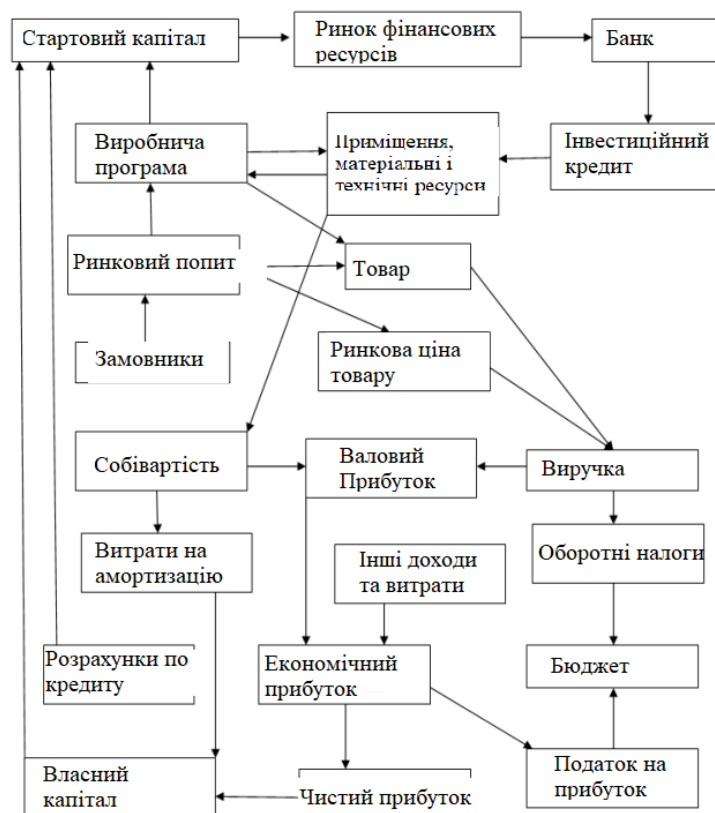 Стартовий капітал
Ринок фінансових
ресурсів
Банк
Виробнича
програма
Приміщення,
матеріальні і
технічні ресурси
Інвестиційний
кредит
Ринковий попит
Товар
Замовники
Ринкова ціна
товару
Собівартість
Валовий
Прибуток
Виручка
Витрати на
амортизацію
Інші доходи
та витрати
Оборотні налоги
Розрахунки по
кредиту
Економічний
прибуток
Бюджет
Власний
капітал
Чистий прибуток
Податок на
прибуток